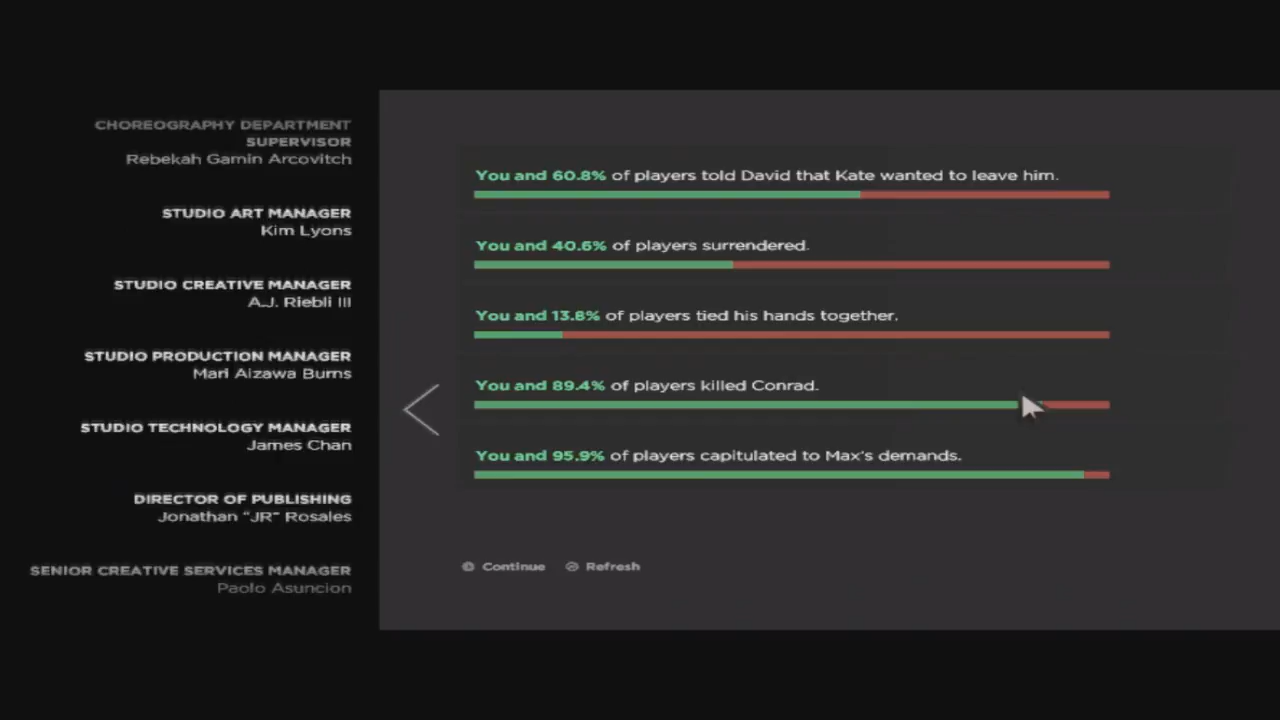 CHOREOGRAPHY DEPARTMENT
SUPERVISOR
Rebekah Gamin Arcovitch
STUDIO ART MANAGER
Kim Lyons
STUDIO CREATIVE MANAGER
A.J. Riebli III
STUDIO PRODUCTION MANAGER
Mari Aizawa Burns
STUDIO TECHNOLOGY MANAGER
James Chan
DIRECTOR OF PUBLISHING
Jonathan "JR" Rosales
SENIOR CREATIVE SERVICES MANAGER
Paolo Asuncion
You and 60.8% of players told David that Kate wanted to leave him.
You and 40.6% of players surrendered.
You and 13.8% of players tied his hands together.
You and 89.4% of players killed Conrad.
You and 95.9% of players capitulated to Max's demands.
Continue Refresh